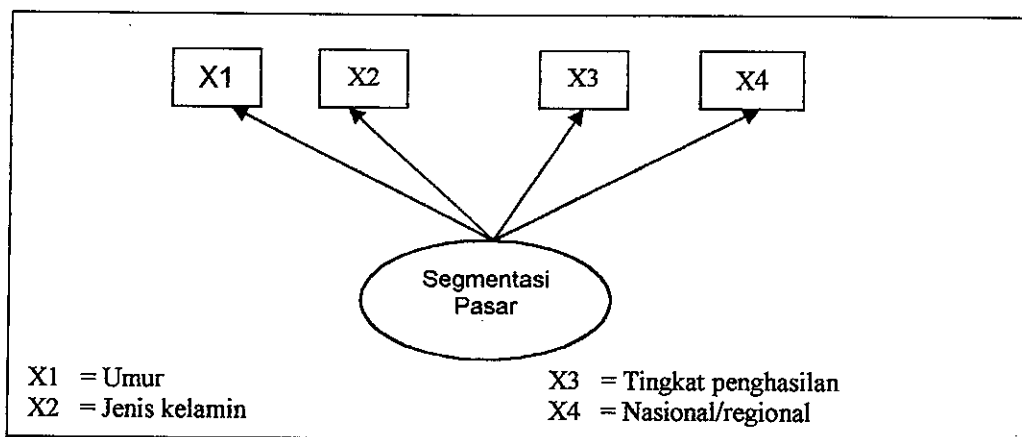 X1 X2 X3 X4
Segmentasi
Pasar
X1 = Umur
X2 = Jenis kelamin
X3 = Tingkat penghasilan
X4 = Nasional/regional